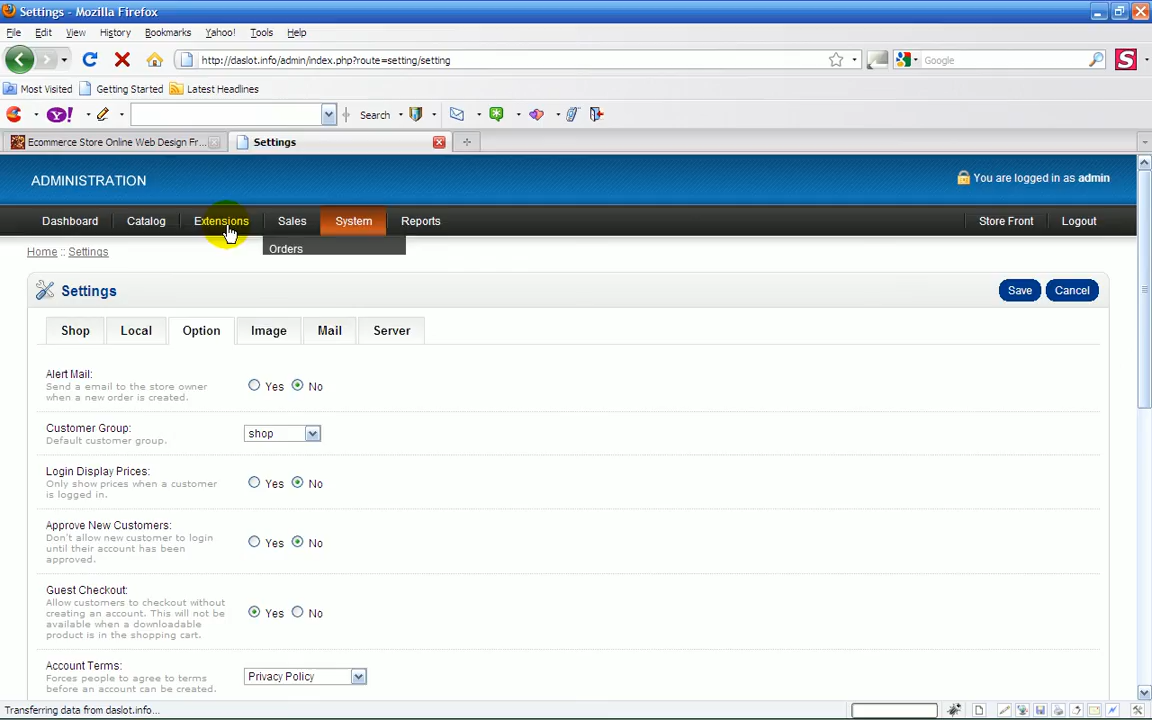 Settings - Mozilla Firefox
File Edit View History Bookmarks Yahoo! Tools Help
http://daslot.info/admin/index.php?route=setting/setting
Google
S
Most Visited Getting Started Latest Headlines
Y! Search
Ecommerce Store Online Web Design Fr... Settings
ADMINISTRATION
You are logged in as admin
Dashboard Catalog Extensions Sales System Reports Store Front Logout
Orders
Home :: Settings
Settings
Save Cancel
Shop Local Option Image Mail Server
Alert Mail:
Send a email to the store owner
when a new order is created.
Yes No
Customer Group:
Default customer group.
shop
Login Display Prices:
Only show prices when a customer
is logged in.
Yes No
Approve New Customers:
Don't allow new customer to login
until their account has been
approved.
Yes No
Guest Checkout:
Allow customers to checkout without
creating an account. This will not be
available when a downloadable
product is in the shopping cart.
Yes No
Account Terms:
Forces people to agree to terms
before an account can be created.
Privacy Policy
Transferring data from daslot.info...